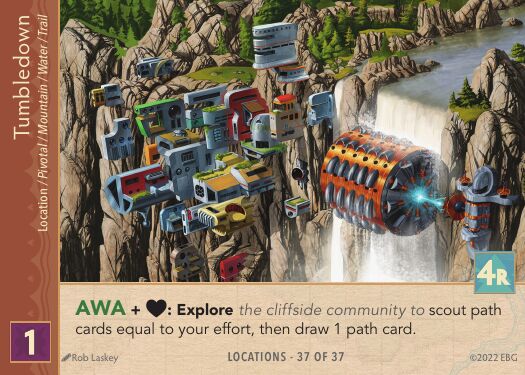 Tumbledown
Location / Pivotal / Mountain / Water / Trail
4R
AWA + ♥: Explore the cliffside community to scout path
cards equal to your effort, then draw 1 path card.
1
Rob Laskey
LOCATIONS - 37 OF 37
©2022 EBG